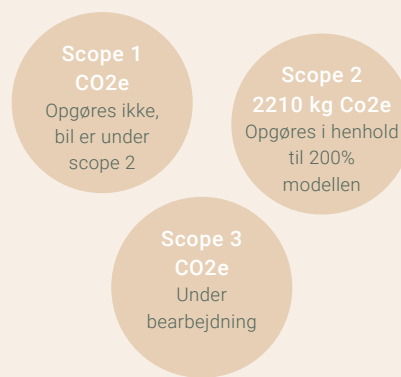 Scope 1
CO2e
Opgøres ikke,
bil er under
scope 2
Scope 2
2210 kg Co2e
Opgøres i henhold
til 200%
modellen
Scope 3
CO2e
Under
bearbejdning